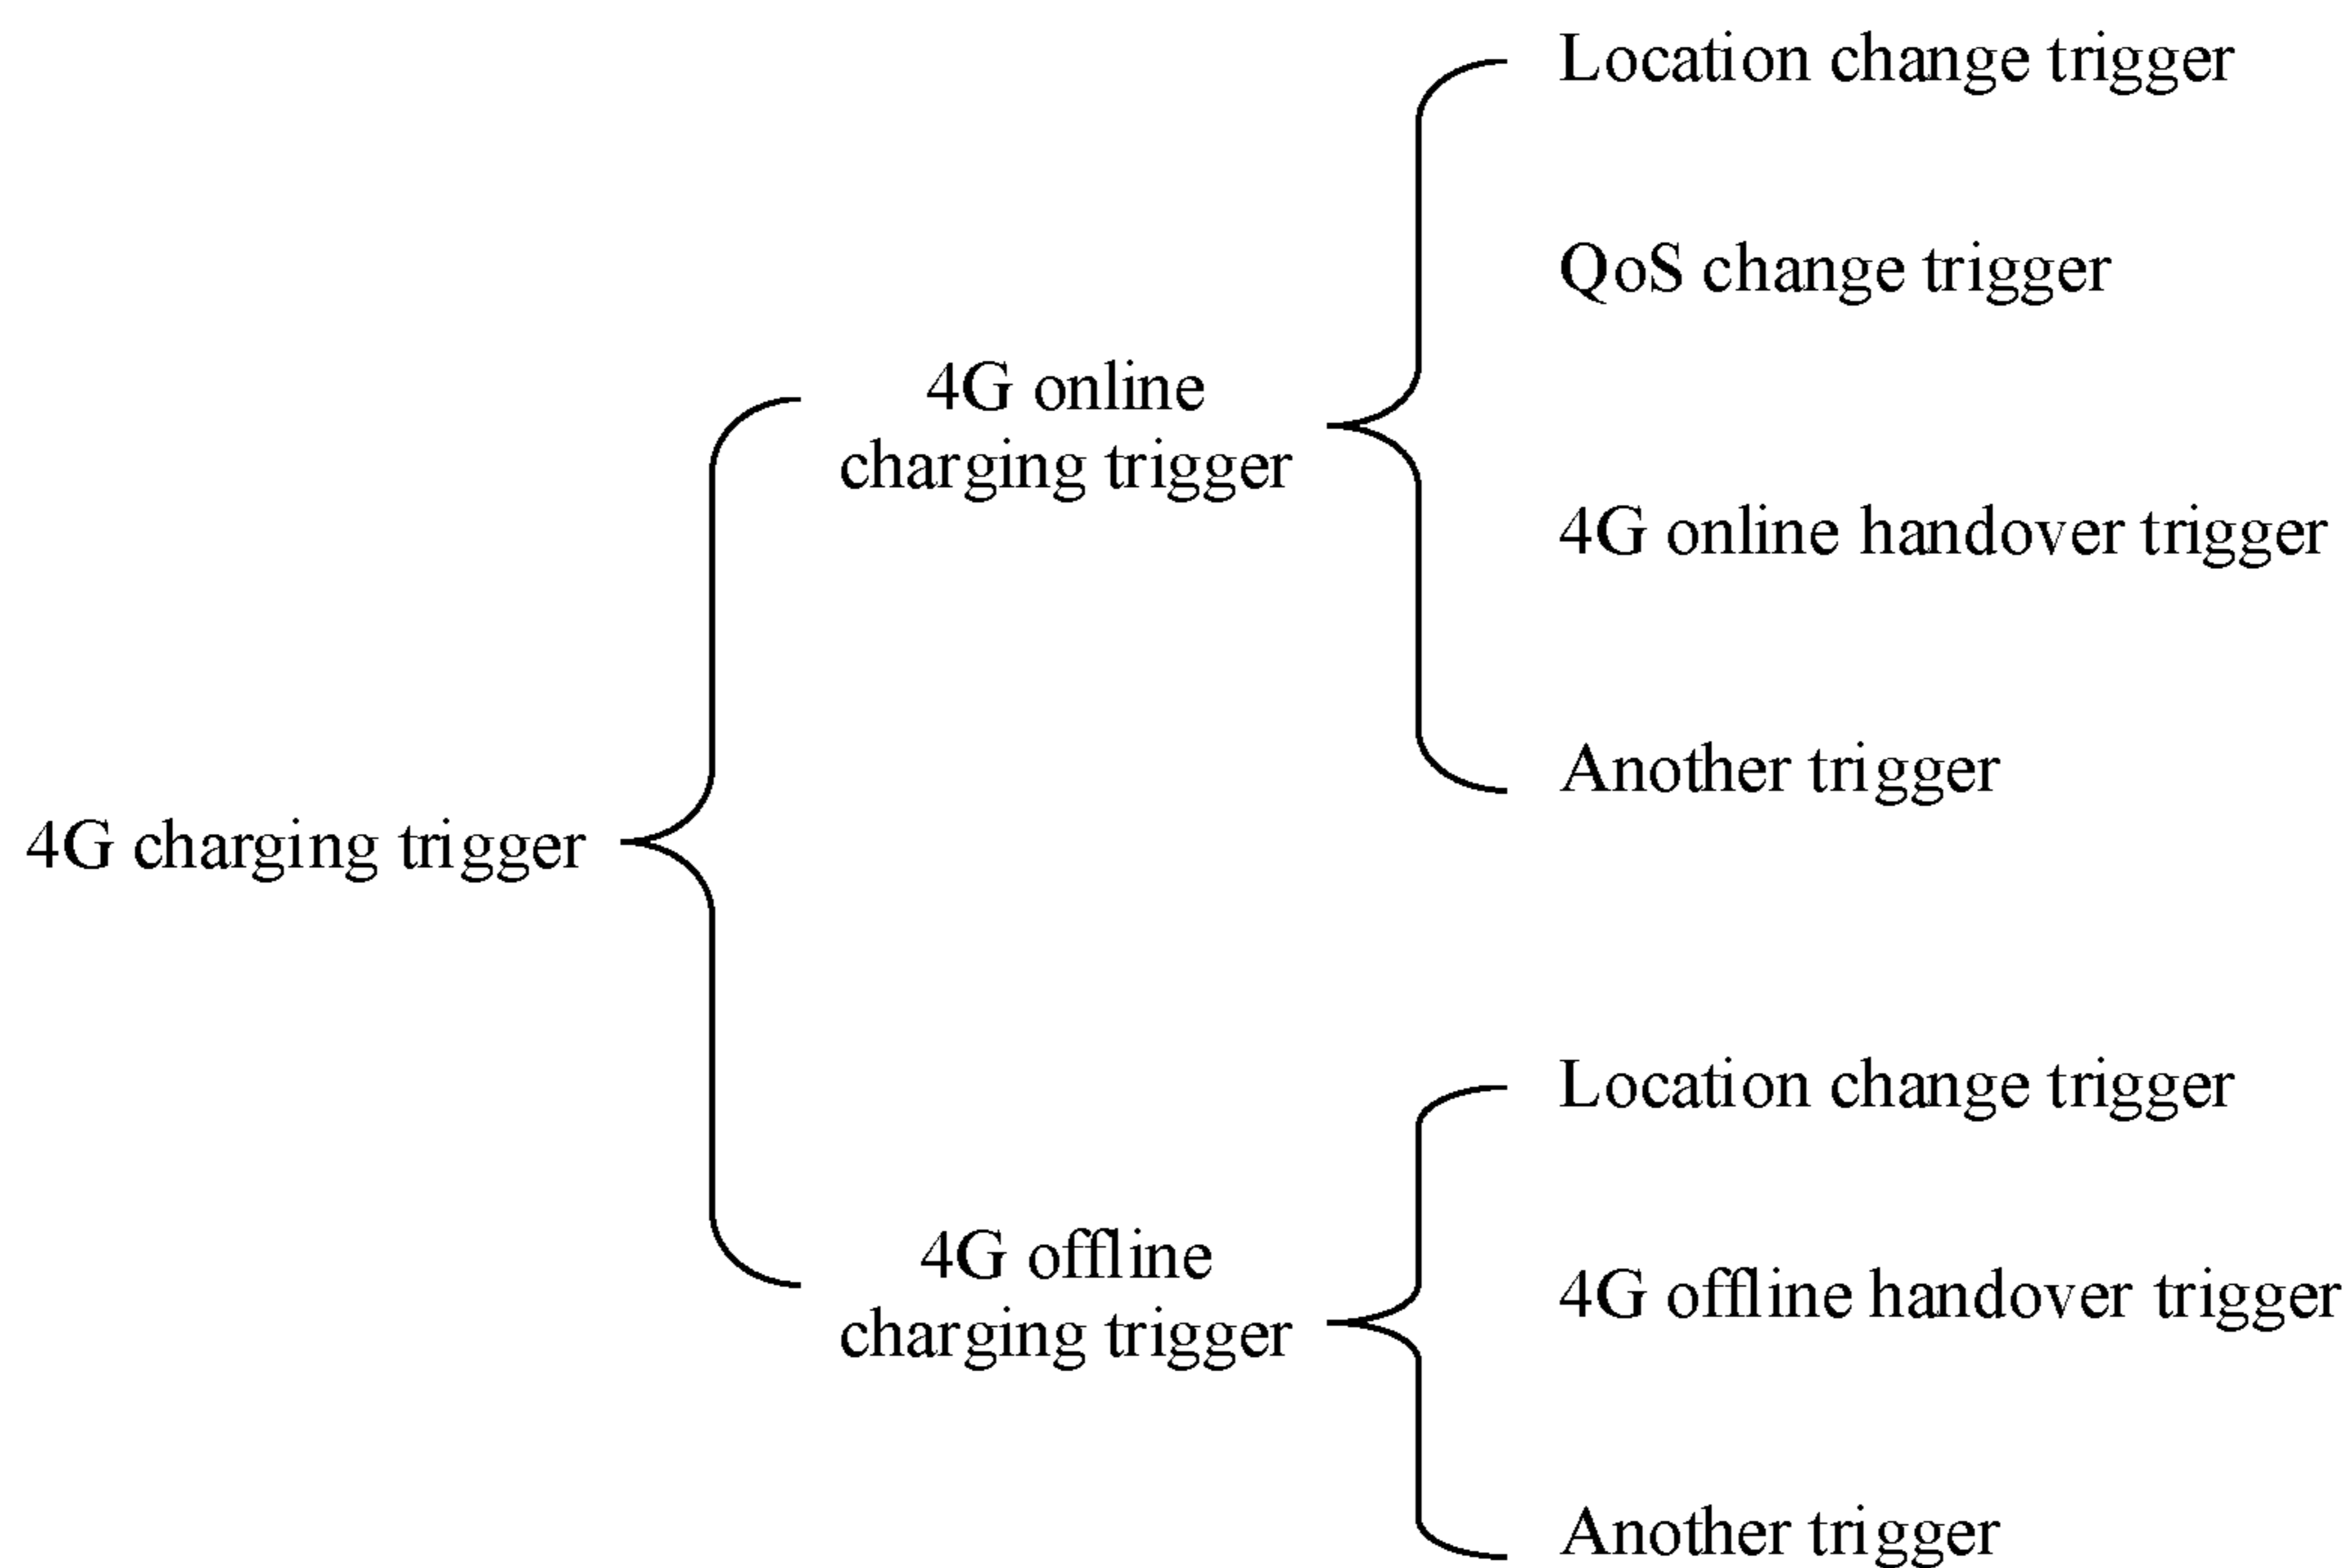 Location change trigger
QoS change trigger
4G online
charging trigger
4G online handover trigger
Another trigger
4G charging trigger
Location change trigger
4G offline
charging trigger
4G offline handover trigger
Another trigger